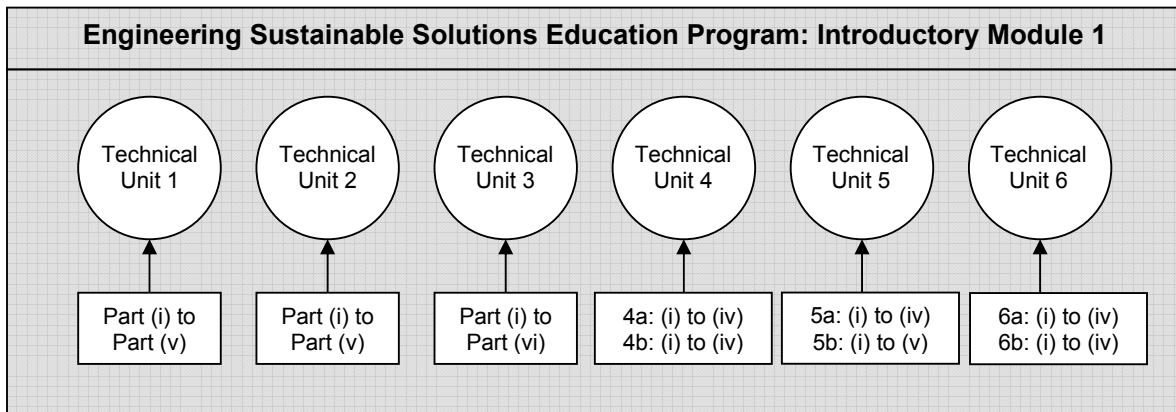 Engineering Sustainable Solutions Education Program: Introductory Module 1
Technical
Unit 1
Technical
Unit 2
Technical
Unit 3
Technical
Unit 4
Technical
Unit 5
Technical
Unit 6
Part (i) to
Part (v)
Part (i) to
Part (v)
Part (i) to
Part (vi)
4a: (i) to (iv)
4b: (i) to (iv)
5a: (i) to (iv)
5b: (i) to (v)
6a: (i) to (iv)
6b: (i) to (iv)